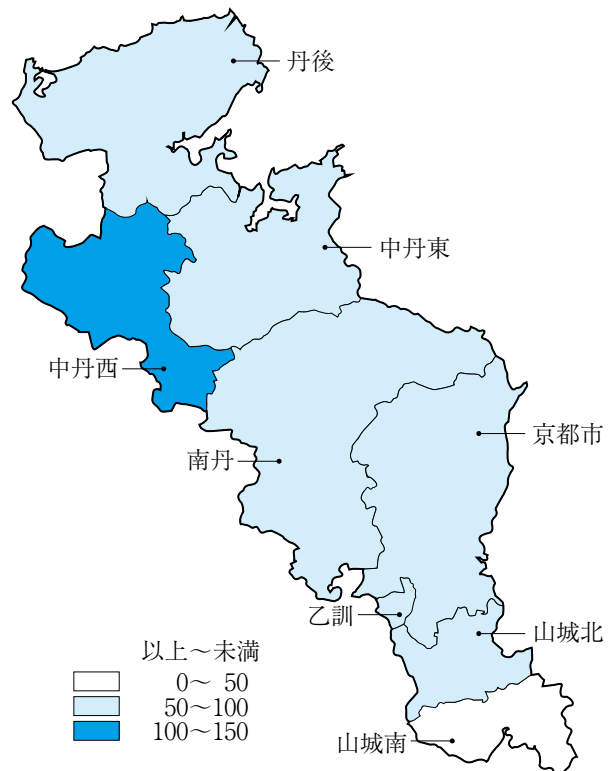 丹後
中丹東
中丹西
京都市
南丹
乙訓
山城北
以上～未満
0～ 50
50～100
100～150
山城南